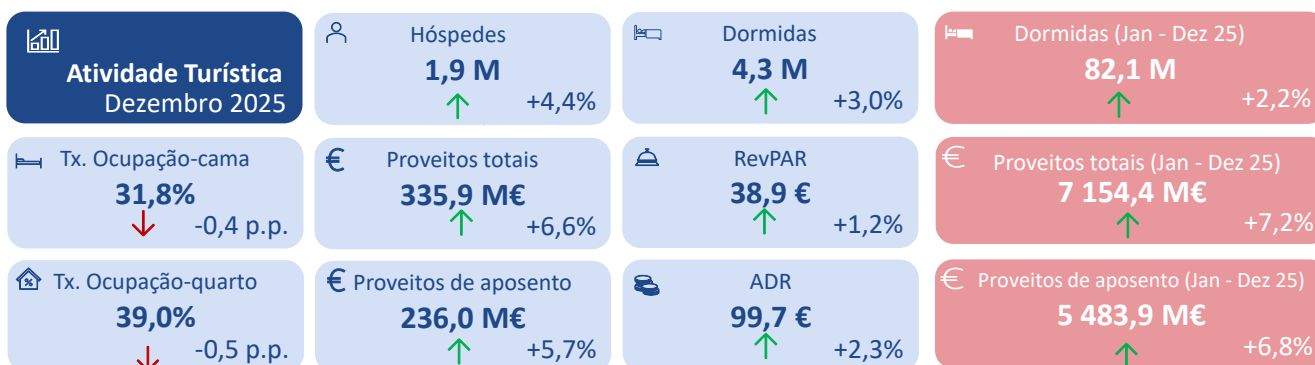 Atividade Turística
Dezembro 2025
Hóspedes
1,9 M
+4,4%
Dormidas
4,3 M
+3,0%
Dormidas (Jan - Dez 25)
82,1 M
+2,2%
Tx. Ocupação-cama
31,8%
-0,4 p.p.
€ Proveitos totais
335,9 M€
+6,6%
RevPAR
38,9 €
+1,2%
€ Proveitos totais (Jan - Dez 25)
7 154,4 M€
+7,2%
% Tx. Ocupação-quarto
39,0%
-0,5 p.p.
€ Proveitos de aposento
236,0 M€
+5,7%
ADR
99,7 €
+2,3%
€ Proveitos de aposento (Jan - Dez 25)
5 483,9 M€
+6,8%